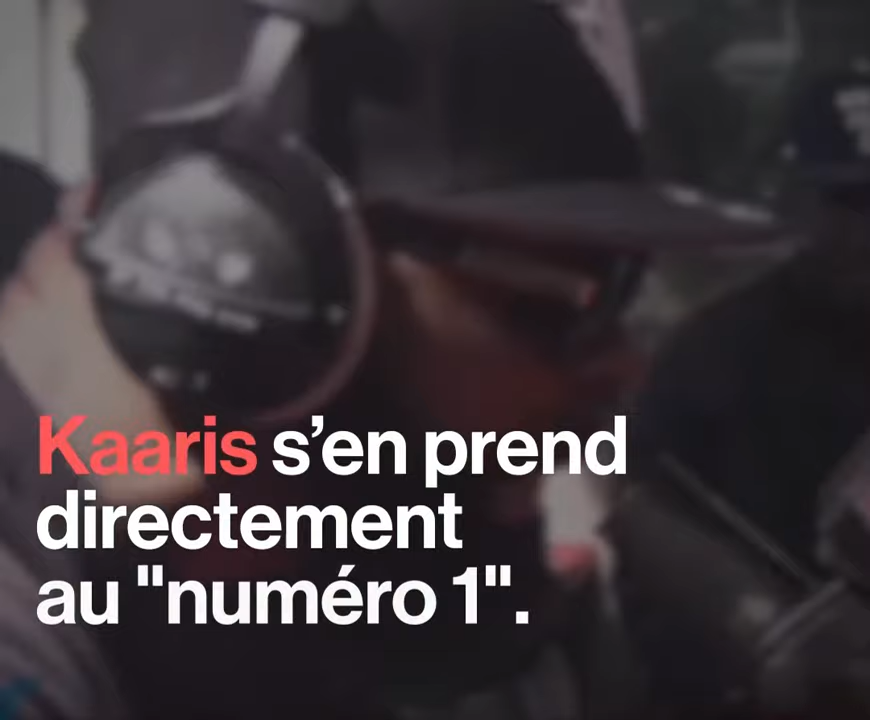 Kaaris s’en prend
directement
au "numéro 1".